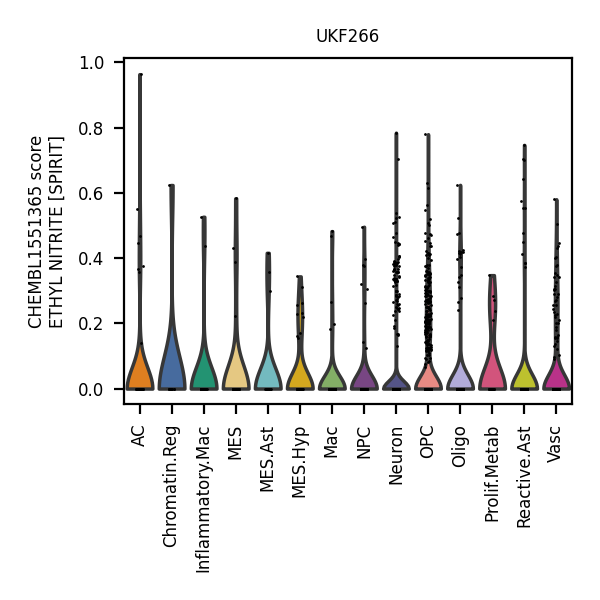 UKF266
CHEMBL1551365 score
ETHYL NITRITE [SPIRIT]
1.0
0.8
0.6
0.4
0.2
0.0
AC
Chromatin.Reg
Inflammatory.Mac
MES
MES.Ast
MES.Hyp
Mac
NPC
Neuron
OPC
Oligo
Prolif.Metab
Reactive.Ast
Vasc